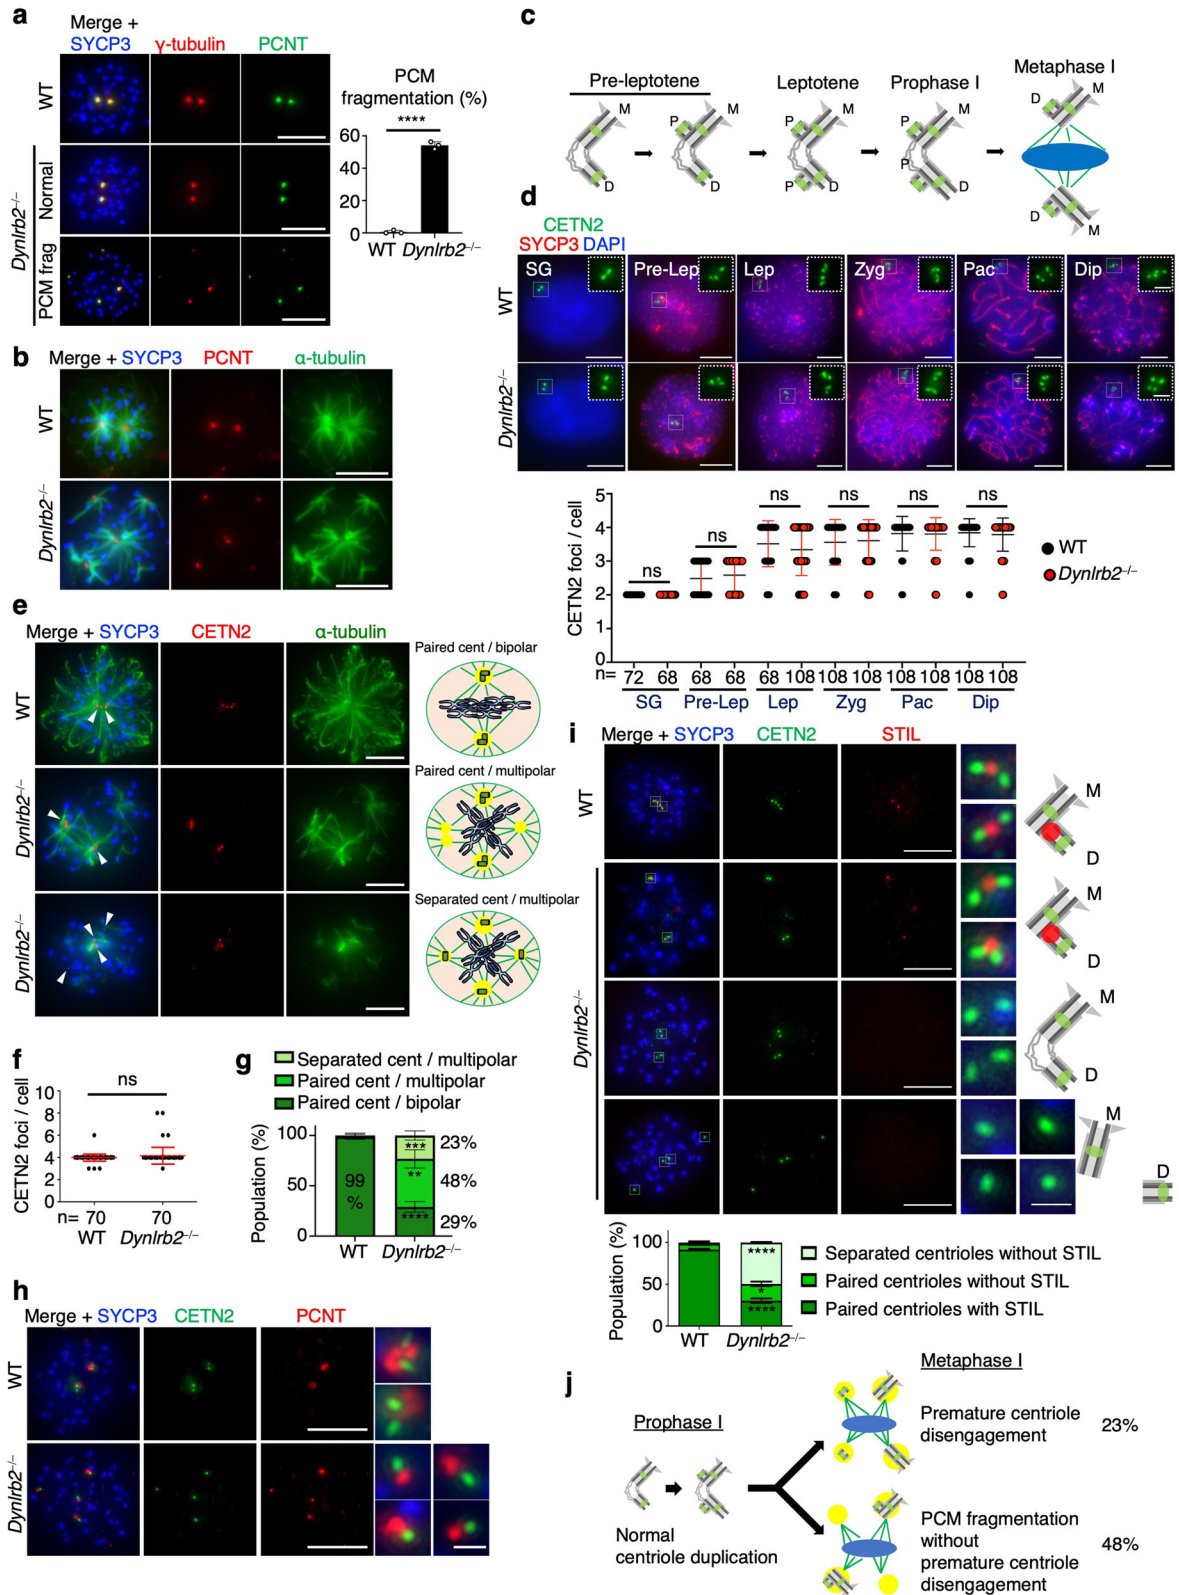 a
Merge +
SYCP3 γ-tubulin PCNT
WT
Dynlrb2–/–
Normal
PCM frag
PCM
fragmentation (%)
****
60
40
20
0
WT Dynlrb2–/–
b
Merge + SYCP3 PCNT α-tubulin
WT
Dynlrb2–/–
c
Pre-leptotene Leptotene Prophase I Metaphase I
M P M P M P M D M
D D P D P D D M
d
CETN2
SYCP3 DAPI
SG Pre-Lep Lep Zyg Pac Dip
WT
Dynlrb2–/–
CETN2 foci / cell
5
4
3
2
1
0
ns ns ns ns ns ns
WT
Dynlrb2–/–
n= 72 68 68 68 68 108 108 108 108 108 108 108
SG Pre-Lep Lep Zyg Pac Dip
e
Merge + SYCP3 CETN2 α-tubulin
WT
Dynlrb2–/–
Dynlrb2–/–
Paired cent / bipolar
Paired cent / multipolar
Separated cent / multipolar
f
CETN2 foci / cell
ns
10
8
6
4
2
0
n= 70 70
WT Dynlrb2–/–
g
Separated cent / multipolar
Paired cent / multipolar
Paired cent / bipolar
Population (%)
100
50
0
99
%
***
**
****
23%
48%
29%
WT Dynlrb2–/–
h
Merge + SYCP3 CETN2 PCNT
WT
Dynlrb2–/–
i
Merge + SYCP3 CETN2 STIL
WT
Dynlrb2–/–
M
D
M
D
M
D
M
D
Population (%)
100
50
0
****
*
****
WT Dynlrb2–/–
Separated centrioles without STIL
Paired centrioles without STIL
Paired centrioles with STIL
j
Prophase I
Normal
centriole duplication
Metaphase I
Premature centriole
disengagement
23%
PCM fragmentation
without
premature centriole
disengagement
48%